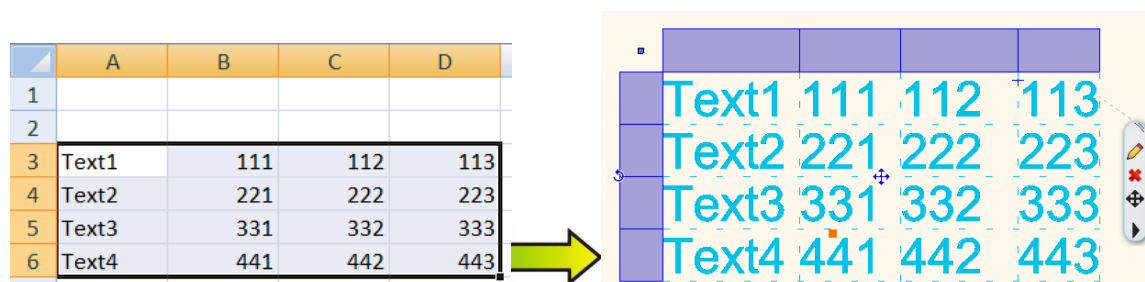 A B C D
1
2
3 Text1 111 112 113
4 Text2 221 222 223
5 Text3 331 332 333
6 Text4 441 442 443
Text1 111 112 113
Text2 221 222 223
Text3 331 332 333
Text4 441 442 443